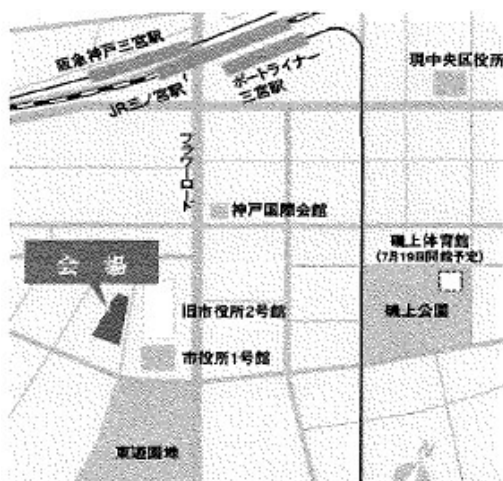 阪急神戸三宮駅
JR三ノ宮駅
ポートライナー
三宮駅
現中央区役所
フラワーロード
神戸国際会館
磯上体育館
(7月19日開館予定)
会場
旧市役所2号館
磯上公園
市役所1号館
東遊園地
N